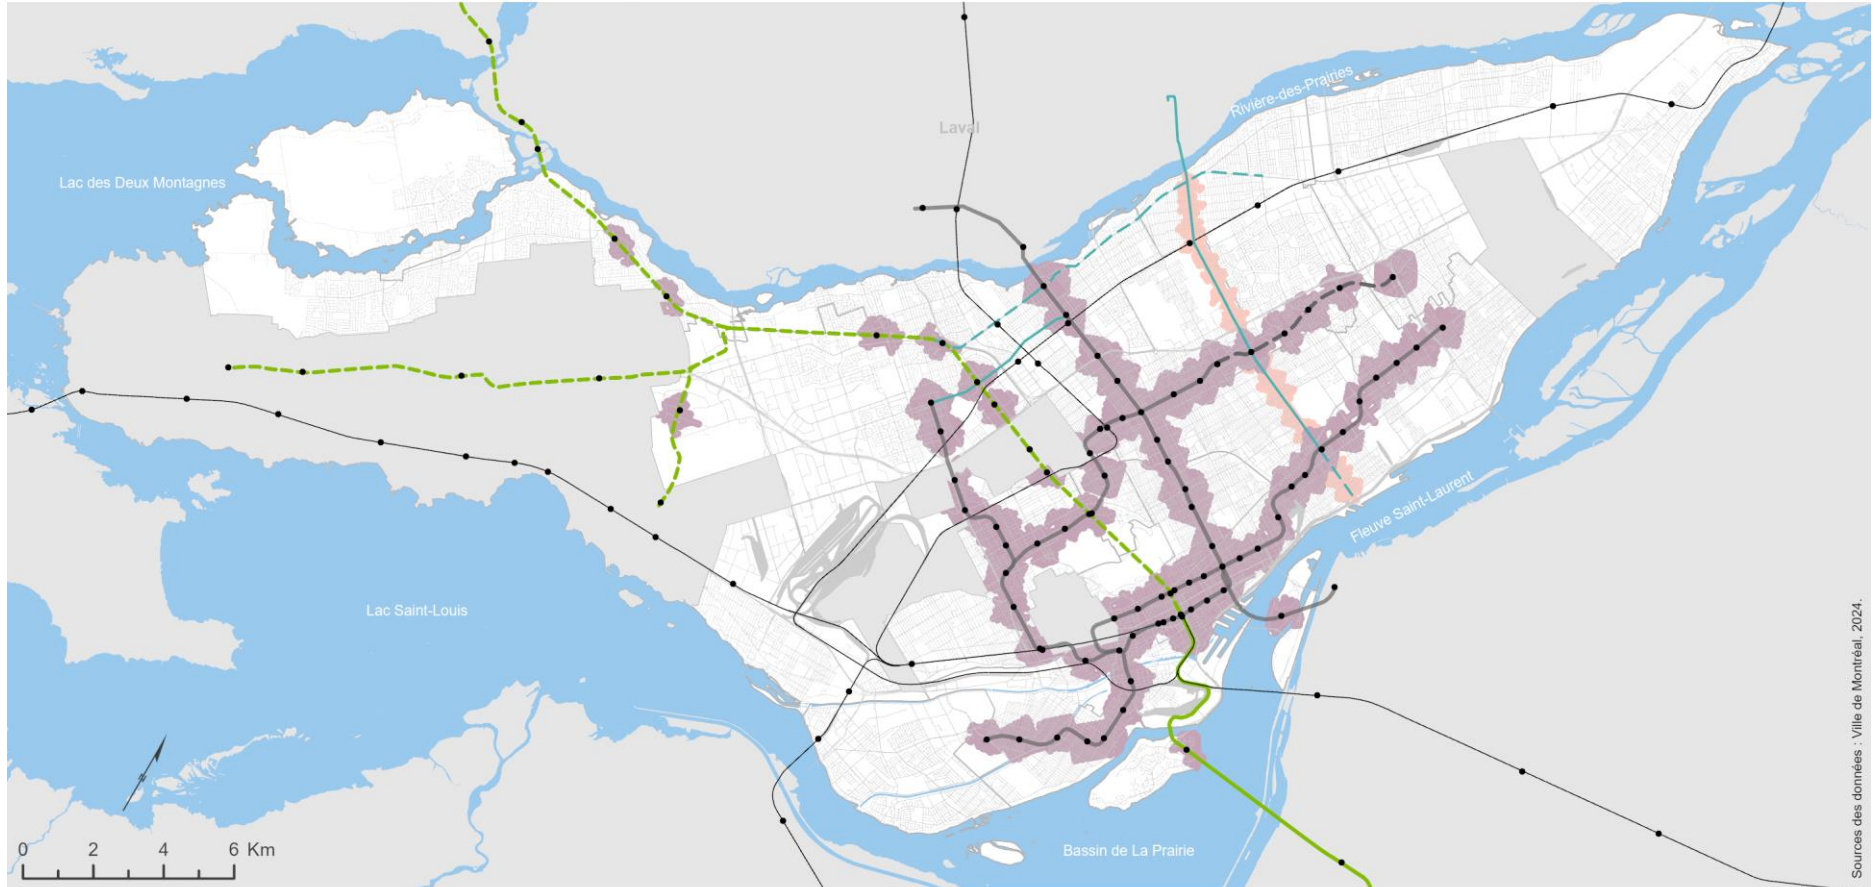 Rivière-des-Prairies
Laval
Lac des Deux Montagnes
Fleuve Saint-Laurent
Lac Saint-Louis
Bassin de La Prairie
0 2 4 6 Km
Sources des données : Ville de Montréal, 2024.